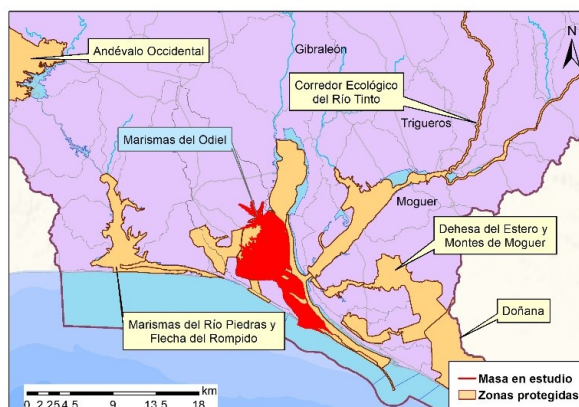 Andévalo Occidental
Gibraleón
N
Corredor Ecológico
del Río Tinto
Trigueros
Marismas del Odiel
Moguer
Dehesa del Estero y
Montes de Moguer
Doñana
Marismas del Río Piedras y
Flecha del Rompido
Masa en estudio
Zonas protegidas
km
0 2,254,5 9 13,5 18